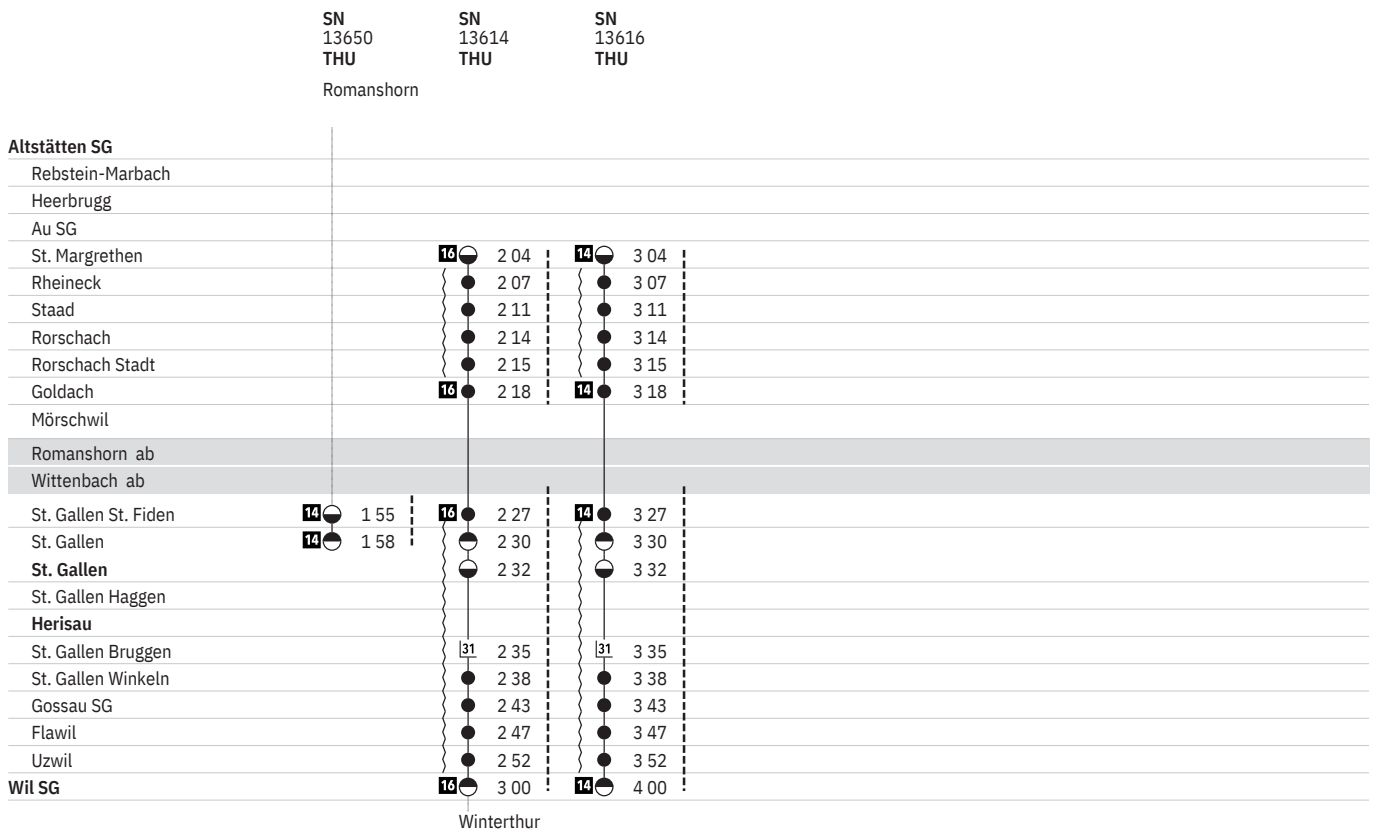 SN SN SN
13650 13614 13616
THU THU THU
Romanshorn
Altstätten SG
Rebstein-Marbach
Heerbrugg
Au SG
St. Margrethen 16 2 04 14 3 04
Rheineck 2 07 3 07
Staad 2 11 3 11
Rorschach 2 14 3 14
Rorschach Stadt 2 15 3 15
Goldach 16 2 18 14 3 18
Mörschwil
Romanshorn ab
Wittenbach ab
St. Gallen St. Fiden 14 1 55 16 2 27 14 3 27
St. Gallen 14 1 58 2 30 3 30
St. Gallen 2 32 3 32
St. Gallen Haggen
Herisau
St. Gallen Bruggen 31 2 35 31 3 35
St. Gallen Winkeln 2 38 3 38
Gossau SG 2 43 3 43
Flawil 2 47 3 47
Uzwil 2 52 3 52
Wil SG 16 3 00 14 4 00
Winterthur